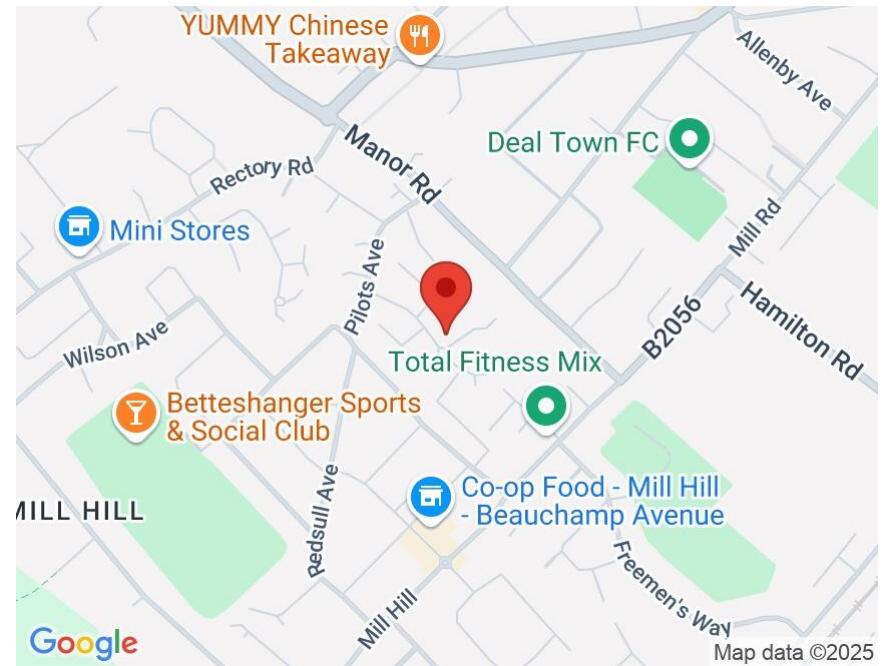 YUMMY Chinese
Takeaway
Allenby Ave
Deal Town FC
Manor Rd
Rectory Rd
Mill Rd
Mini Stores
Pilots Ave
B2056
Hamilton Rd
Wilson Ave
Total Fitness Mix
Betteshanger Sports
& Social Club
MILL HILL
Redsull Ave
Co-op Food - Mill Hill
- Beauchamp Avenue
Freemen's Way
Mill Hill
Google
Map data ©2025